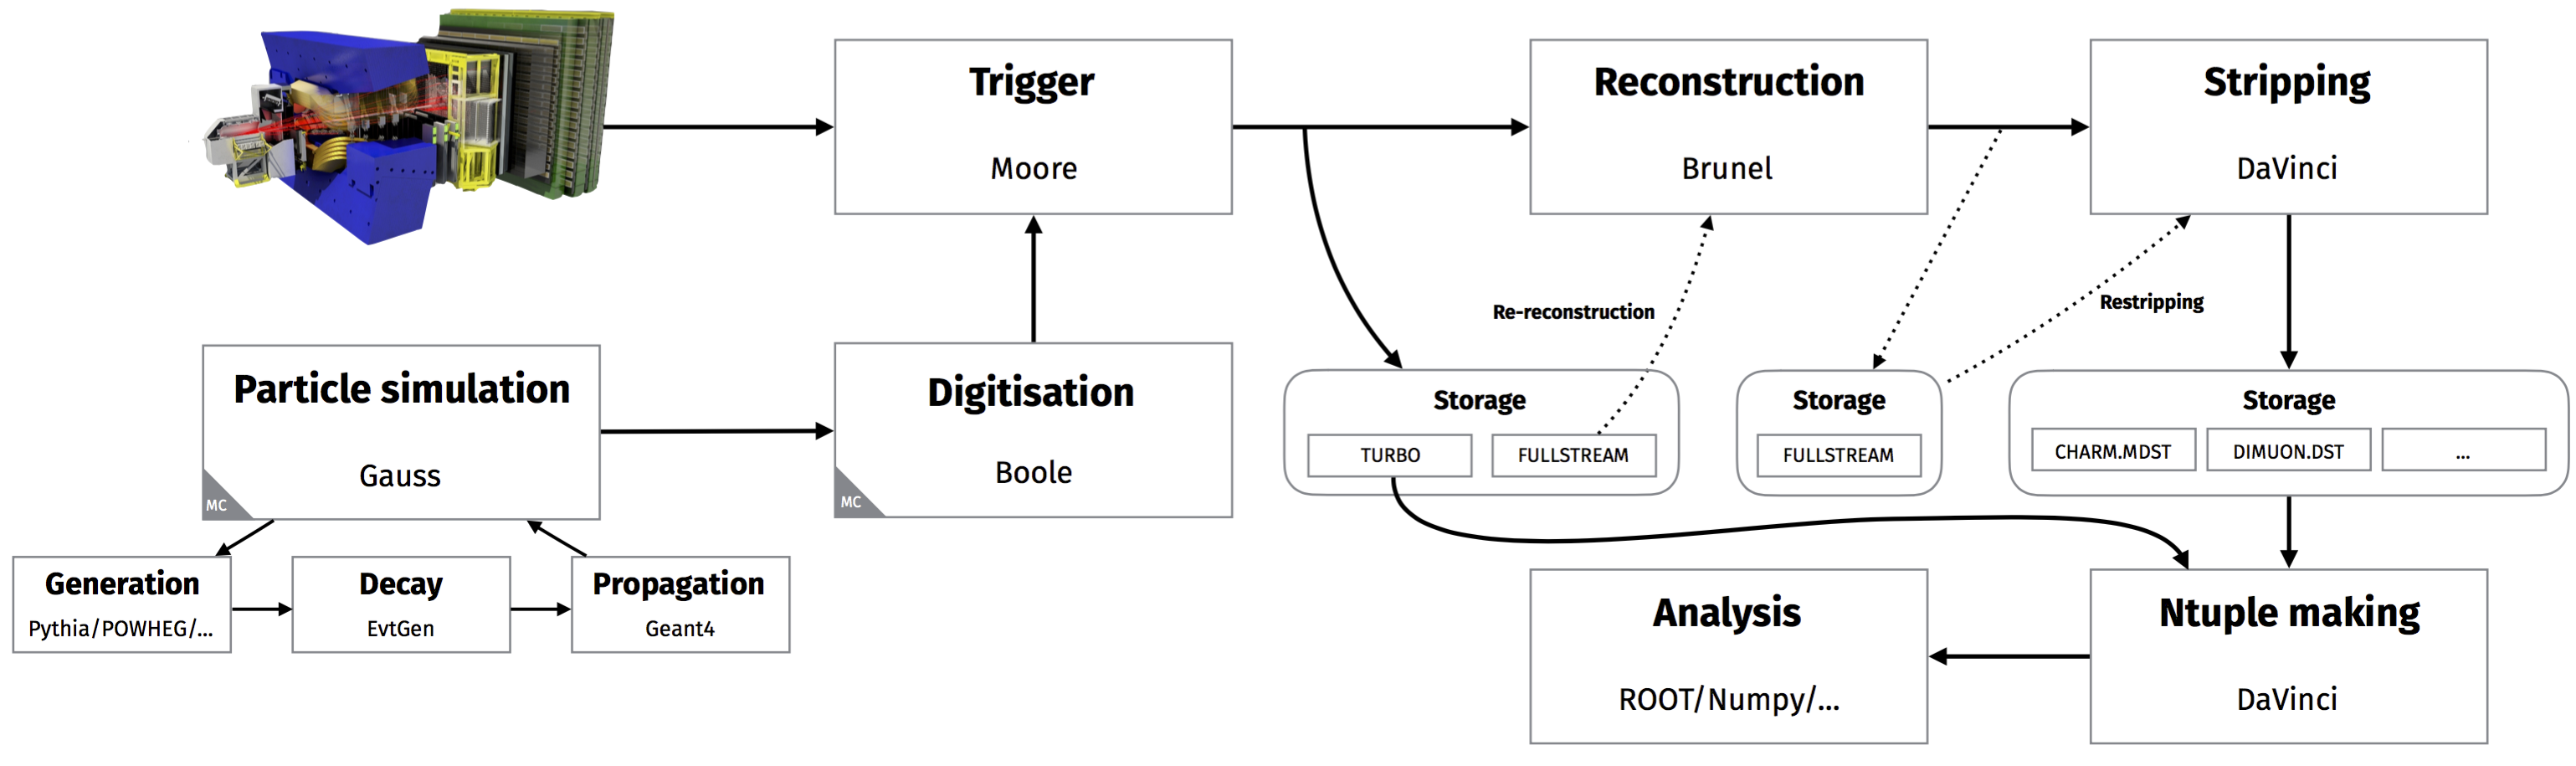 Trigger
Moore
Reconstruction
Brunel
Stripping
DaVinci
Re-reconstruction
Restripping
Particle simulation
Gauss
MC
Digitisation
Boole
MC
Storage
TURBO
FULLSTREAM
Storage
FULLSTREAM
Storage
CHARM.MDST
DIMUON.DST
...
Generation
Pythia/POWHEG/...
Decay
EvtGen
Propagation
Geant4
Analysis
ROOT/Numpy/...
Ntuple making
DaVinci